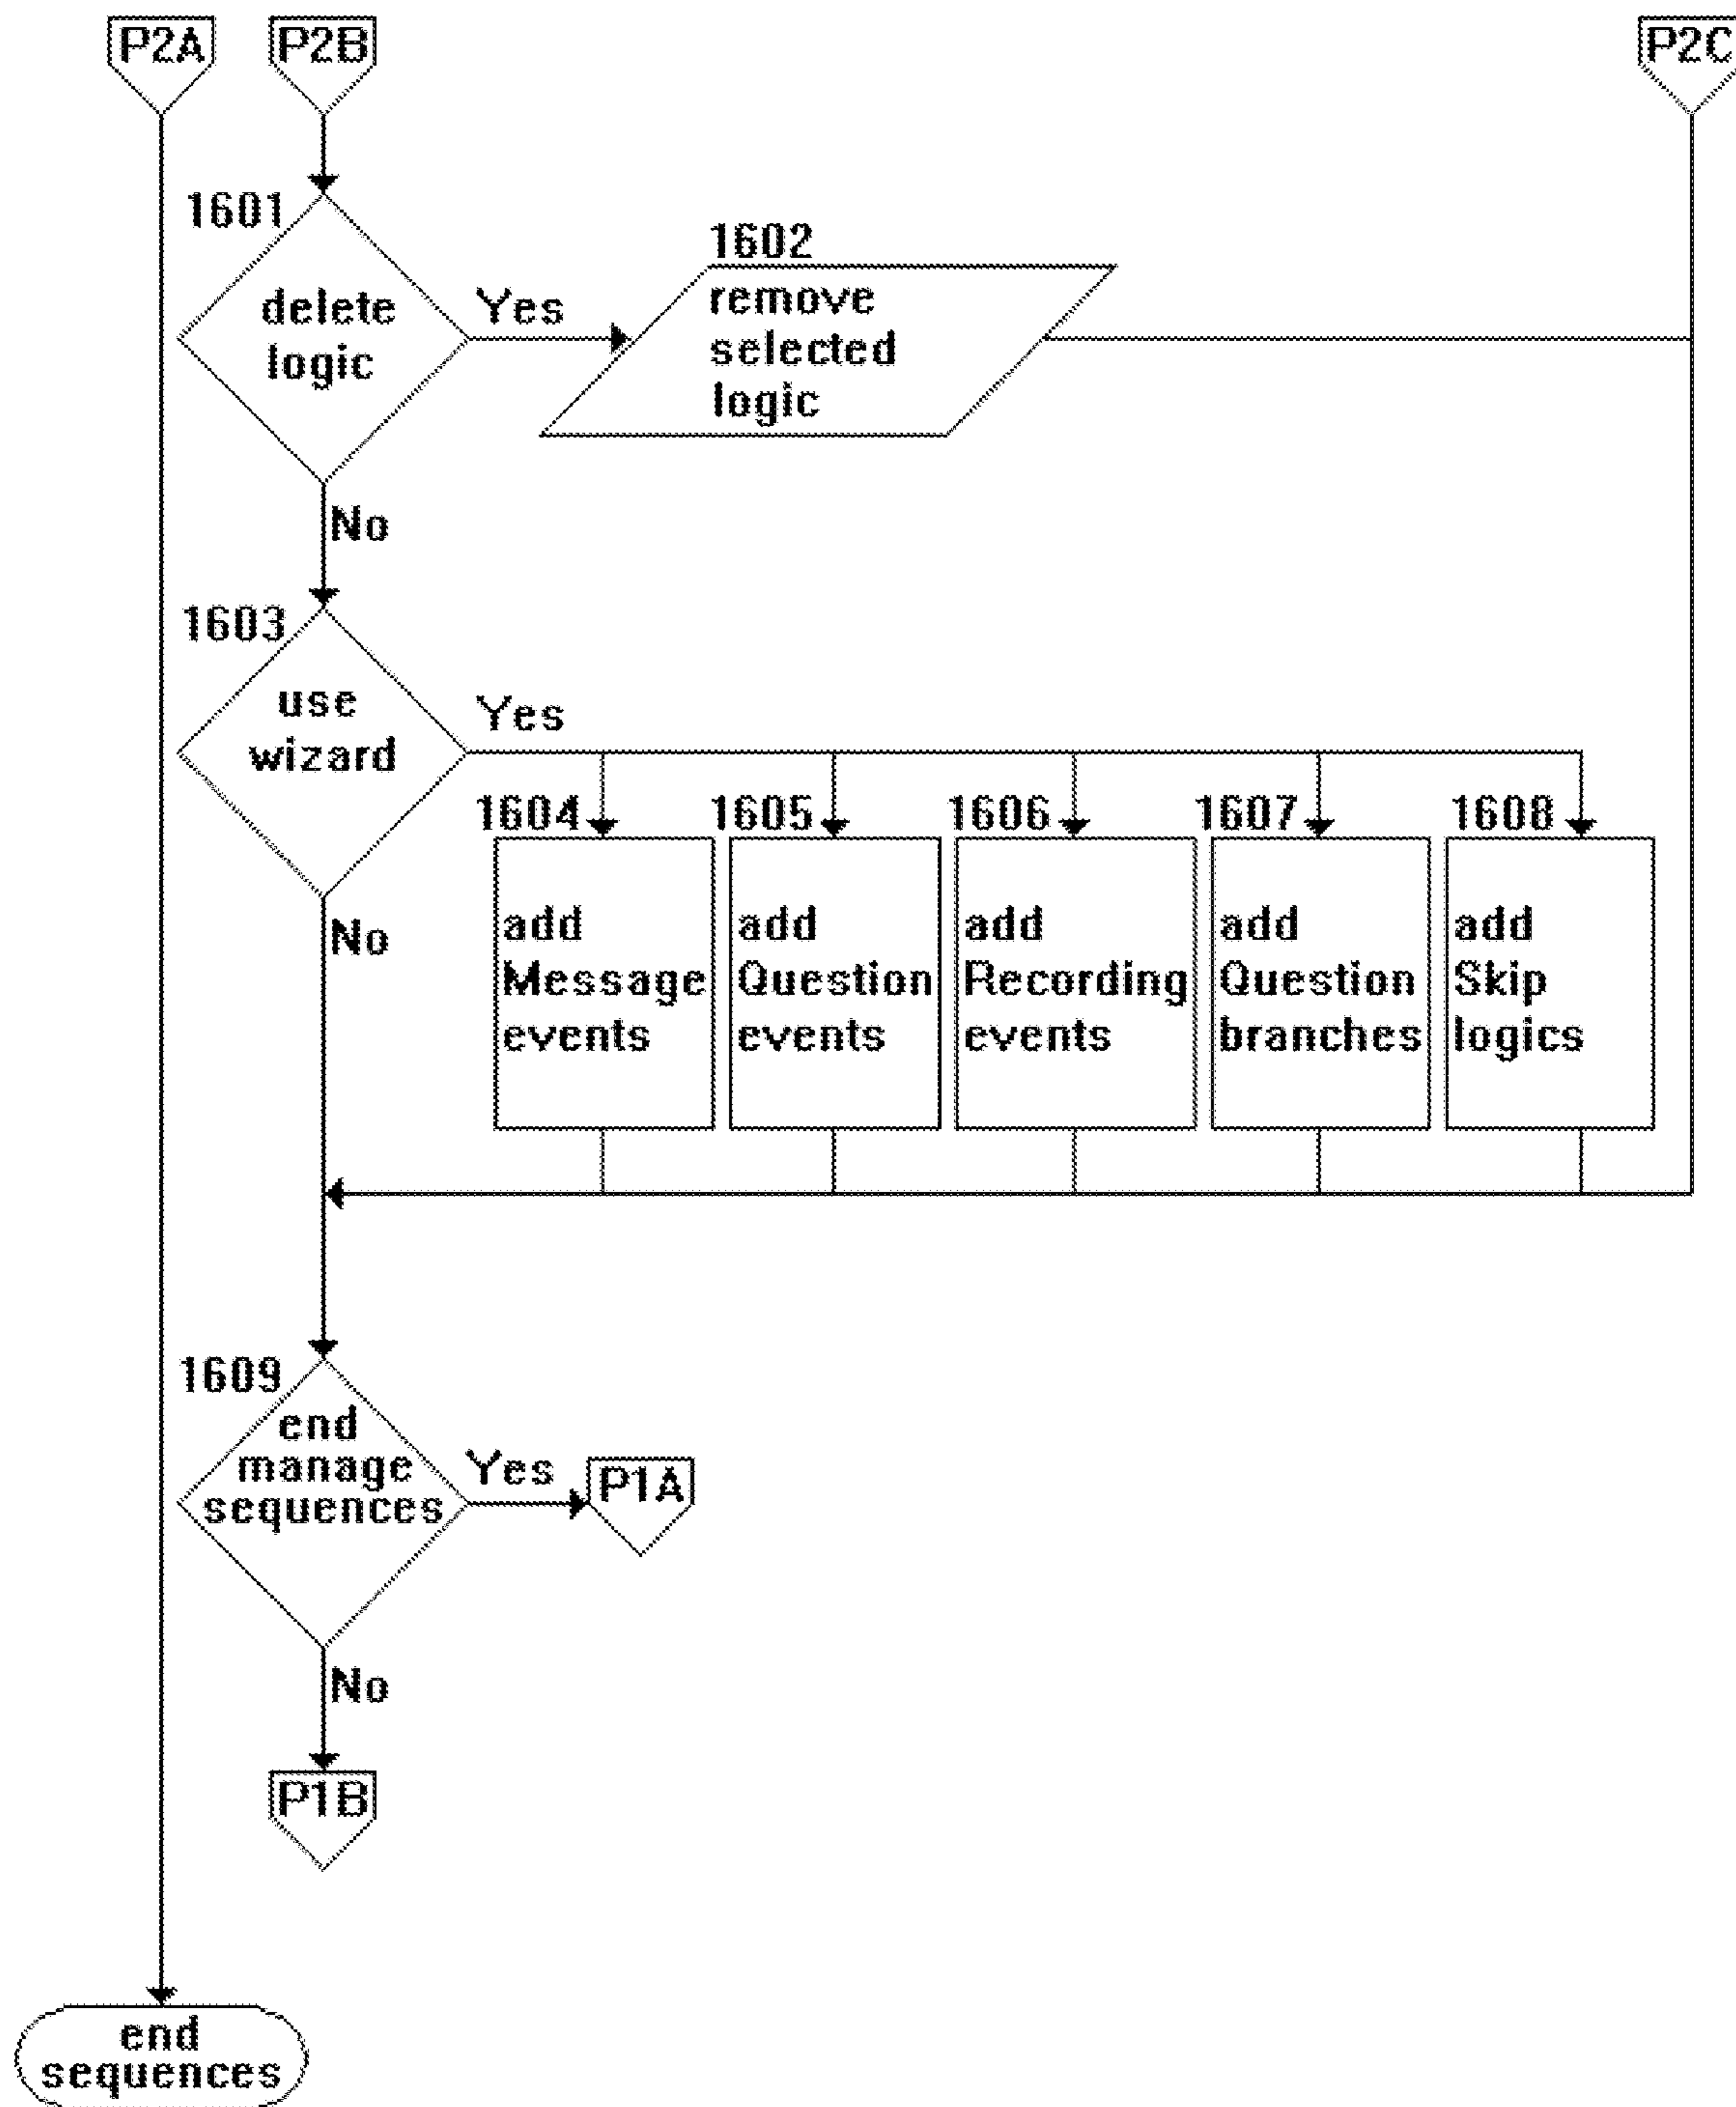 P2A
P2B
P2C
1601
delete
logic
Yes
1602
remove
selected
logic
No
1603
use
wizard
Yes
1604
add
Message
events
1605
add
Question
events
1606
add
Recording
events
1607
add
Question
branches
1608
add
Skip
logics
No
1609
end
manage
sequences
Yes
P1A
No
P1B
end
sequences